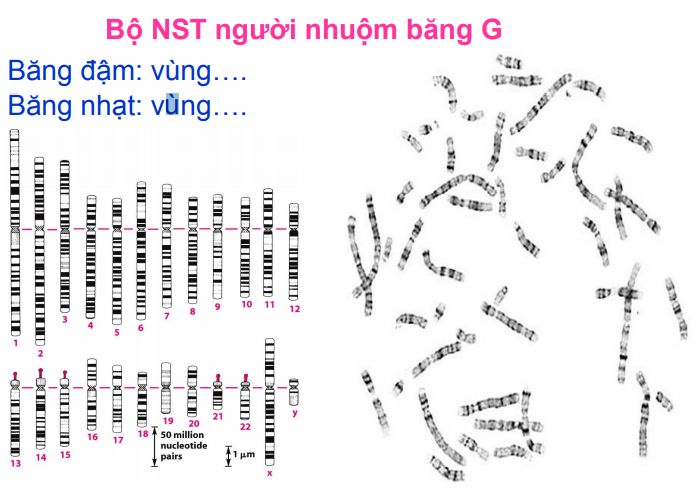 Bộ NST người nhuộm băng G
Băng đậm: vùng....
Băng nhạt: vùng....
1
2
3
4
5
6
7
8
9
10
11
12
13
14
15
16
17
18
19
20
21
22
x
y
50 million
nucleotide
pairs
1 µm